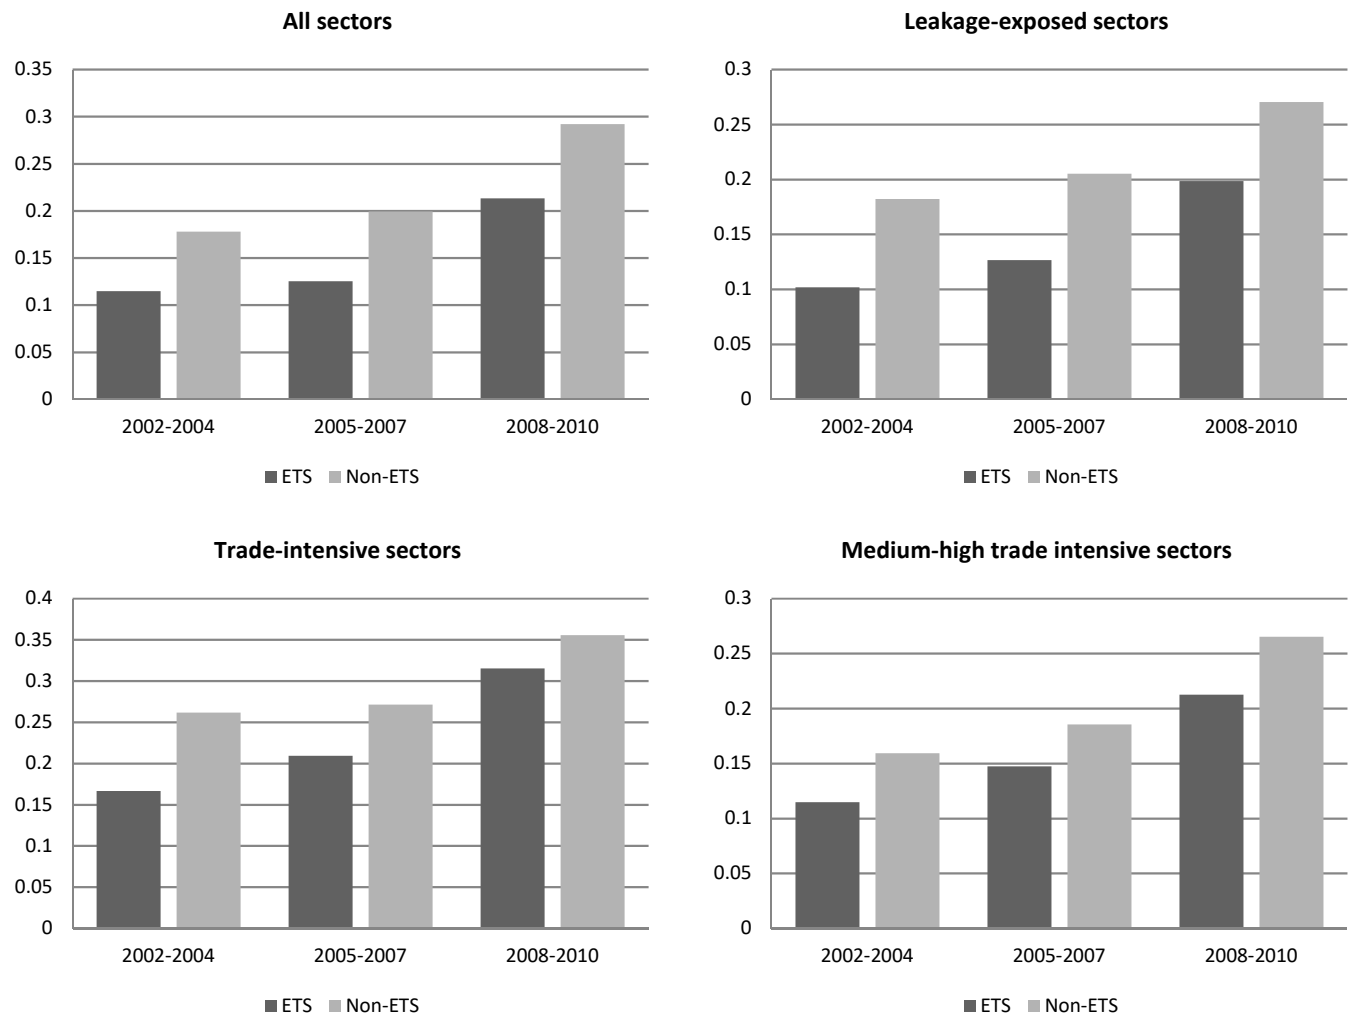 All sectors
0.35
0.3
0.25
0.2
0.15
0.1
0.05
0
2002-2004 2005-2007 2008-2010
ETS Non-ETS
Leakage-exposed sectors
0.3
0.25
0.2
0.15
0.1
0.05
0
2002-2004 2005-2007 2008-2010
ETS Non-ETS
Trade-intensive sectors
0.4
0.35
0.3
0.25
0.2
0.15
0.1
0.05
0
2002-2004 2005-2007 2008-2010
ETS Non-ETS
Medium-high trade intensive sectors
0.3
0.25
0.2
0.15
0.1
0.05
0
2002-2004 2005-2007 2008-2010
ETS Non-ETS